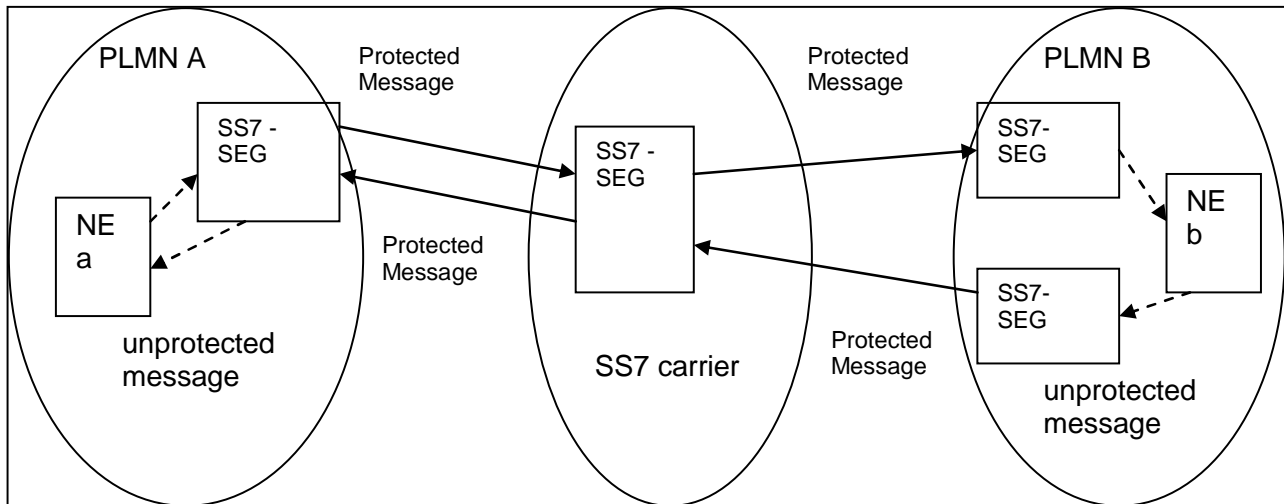 PLMN A
Protected
Message
Protected
Message
PLMN B
SS7 -
SEG
SS7 -
SEG
SS7-
SEG
NE
a
NE
b
Protected
Message
SS7-
SEG
unprotected
message
SS7 carrier
Protected
Message
unprotected
message